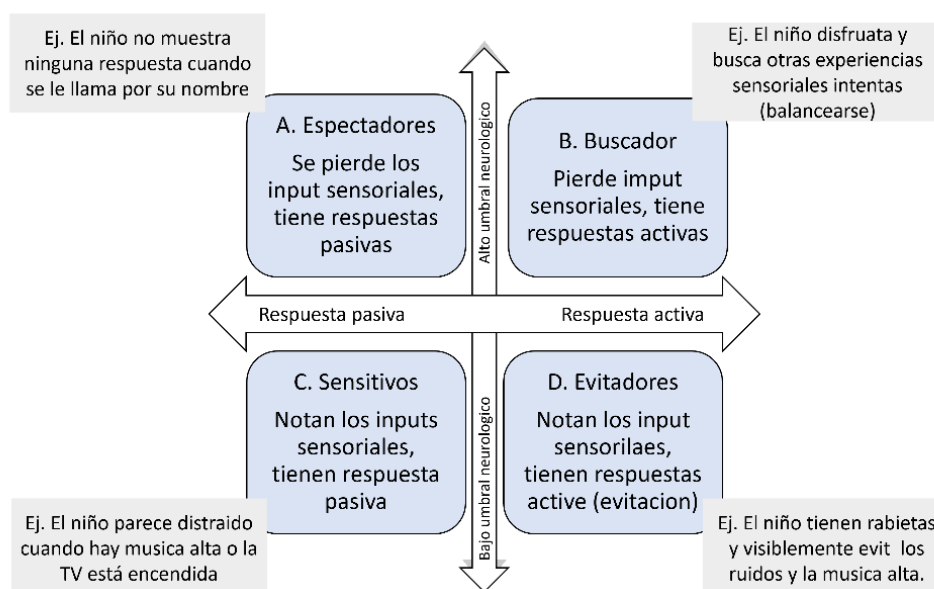 Ej. El niño no muestra
ninguna respuesta cuando
se le llama por su nombre
Ej. El niño disfruata y
busca otras experiencias
sensoriales intentas
(balancearse)
A. Espectadores
Se pierde los
input sensoriales,
tiene respuestas
pasivas
Alto umbral neurologico
B. Buscador
Pierde imput
sensoriales, tiene
respuestas activas
Respuesta pasiva
Respuesta activa
C. Sensitivos
Notan los inputs
sensoriales,
tienen respuesta
pasiva
Bajo umbral neurologico
D. Evitadores
Notan los input
sensorilaes,
tienen respuestas
active (evitacion)
Ej. El niño parece distraido
cuando hay musica alta o la
TV está encendida
Ej. El niño tienen rabietas
y visiblemente evit los
ruidos y la musica alta.